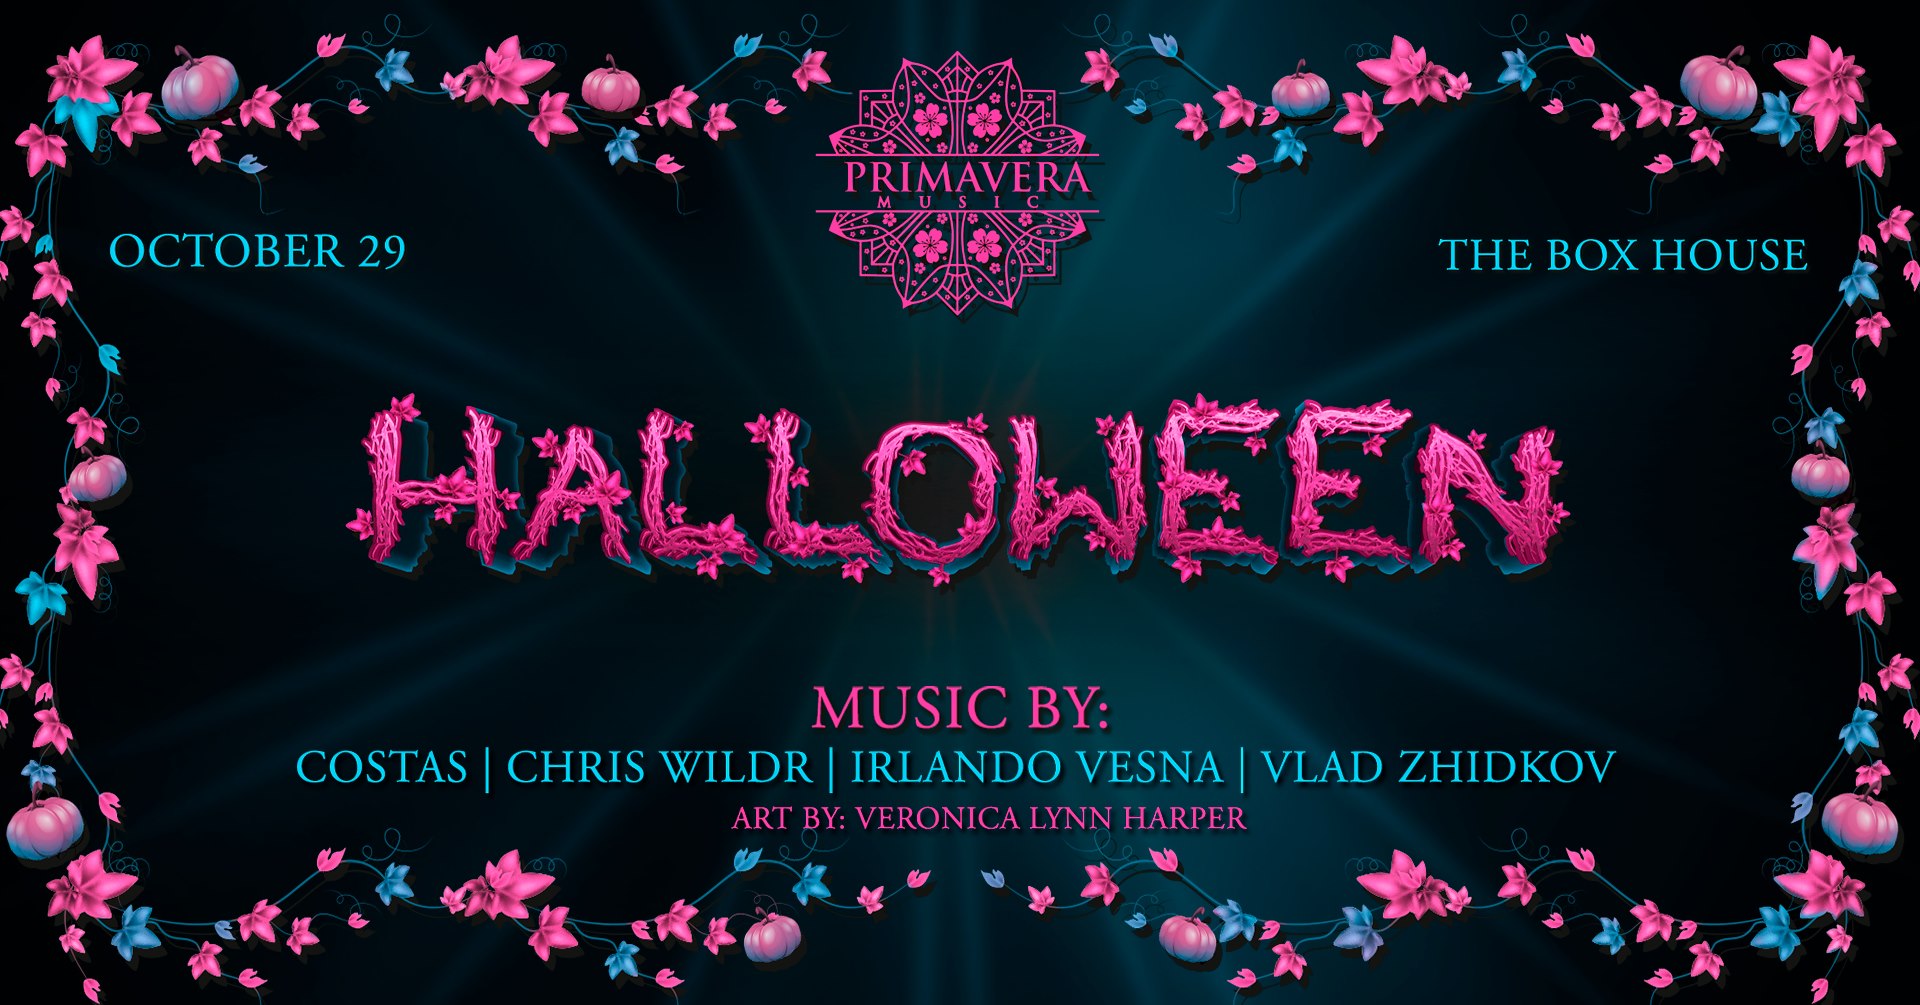 PRIMAVERA
MUSIC
OCTOBER 29
THE BOX HOUSE
HALLOWEEN
MUSIC BY:
COSTAS | CHRIS WILDR | IRLANDO VESNA | VLAD ZHIDKOV
ART BY: VERONICA LYNN HARPER